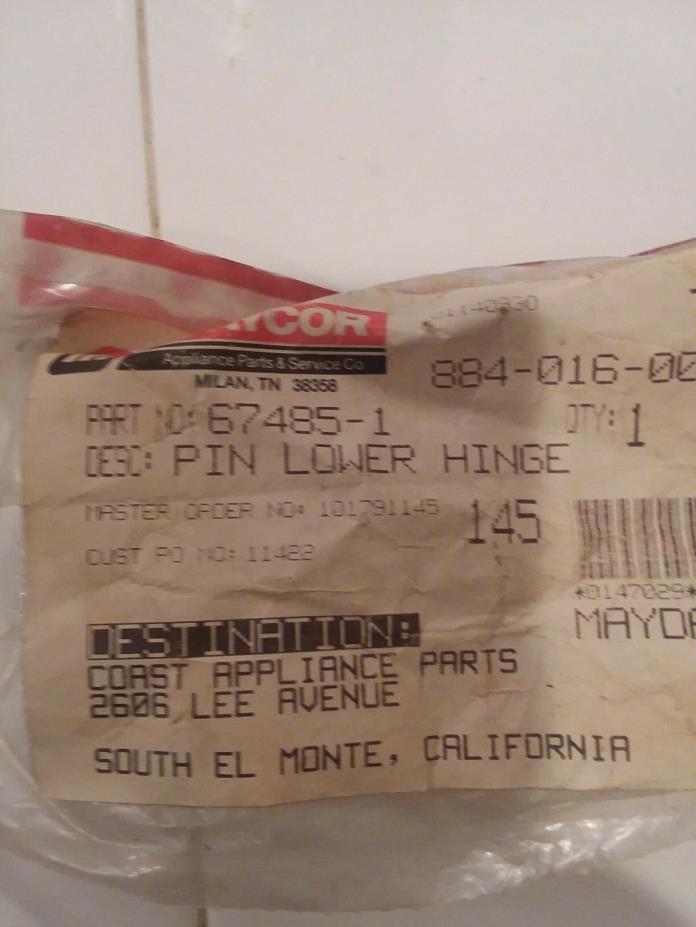 YCOR
Appliance Parts & Service Co.
MILAN, TN 38358
884-016-00
PART NO: 67485-1 QTY: 1
DESC: PIN LOWER HINGE
MASTER ORDER NO: 101791145 145
CUST PO NO: 11422
*0147029*
MAYD
DESTINATION:
COAST APPLIANCE PARTS
2606 LEE AVENUE
SOUTH EL MONTE, CALIFORNIA